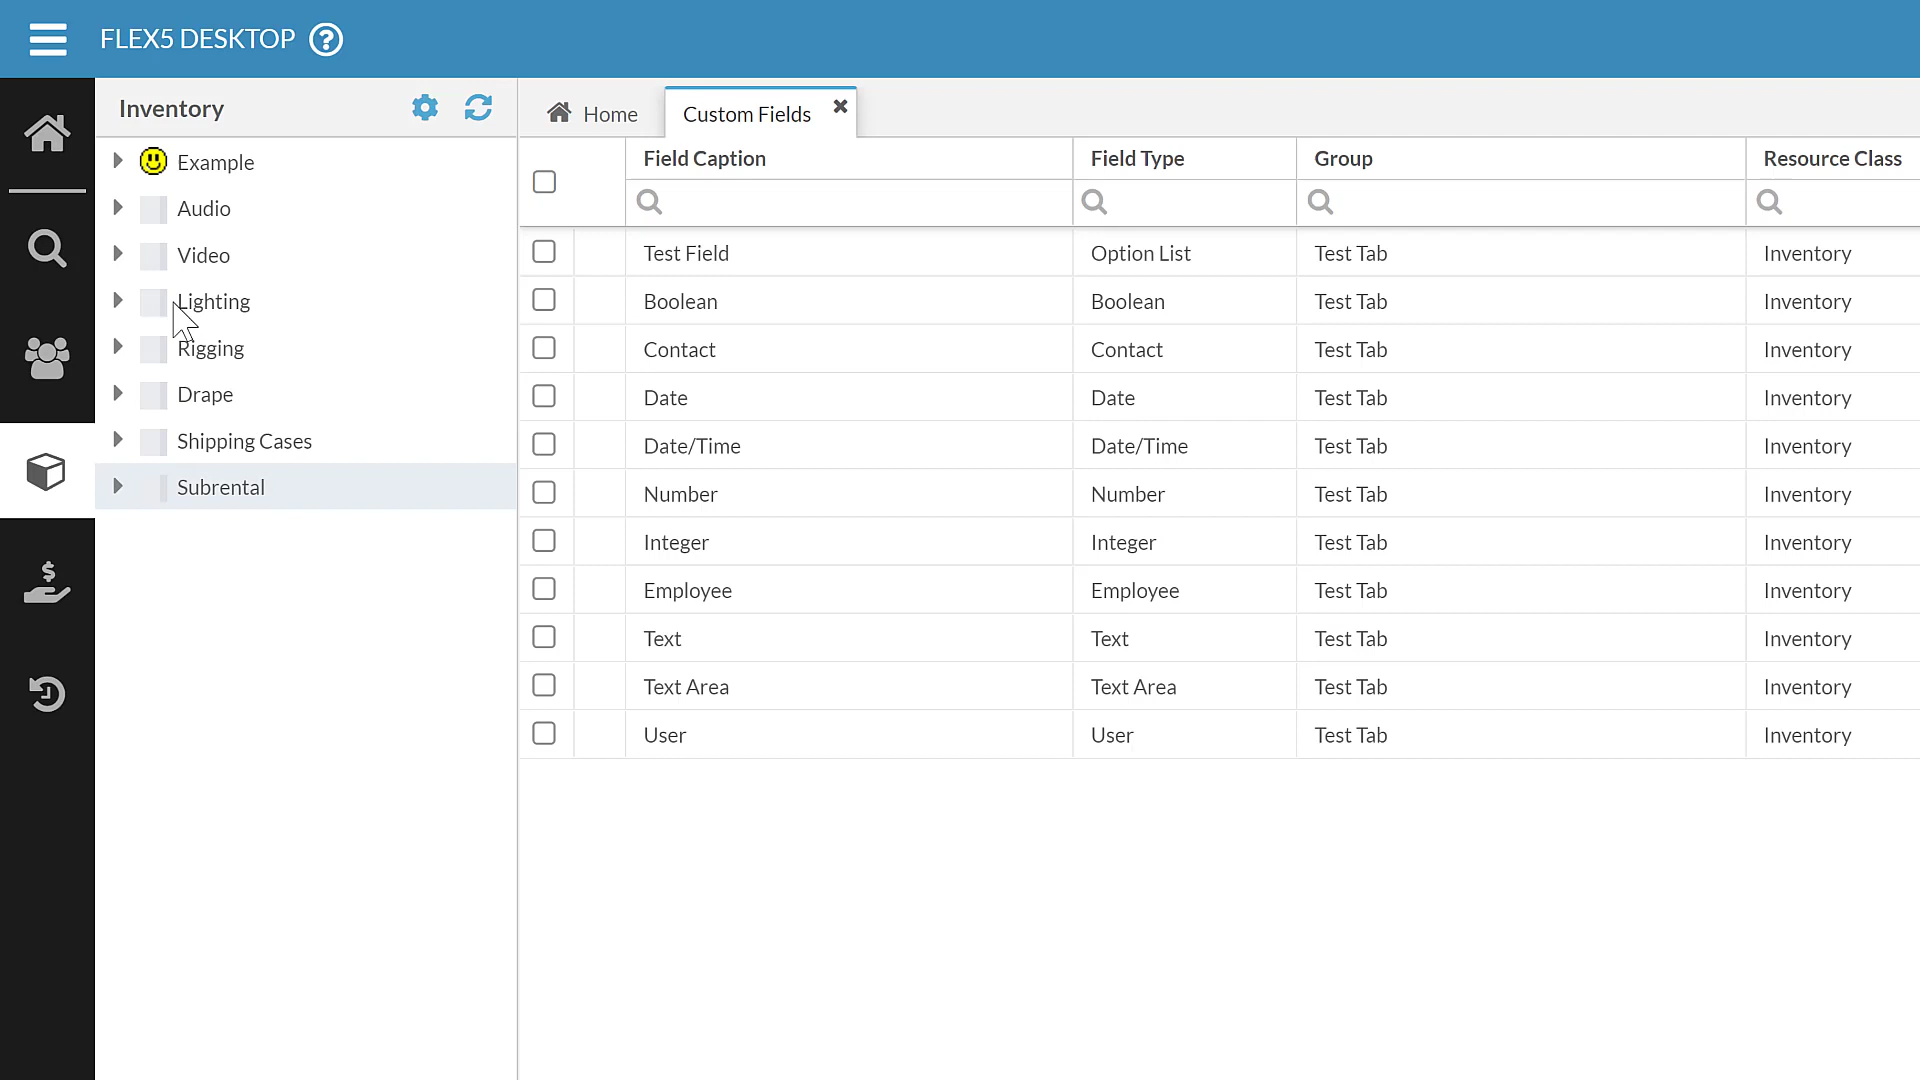 FLEX5 DESKTOP ?
Inventory
Home
Custom Fields
Example
Audio
Video
Lighting
Rigging
Drape
Shipping Cases
Subrental
Field Caption Field Type Group Resource Class
Test Field Option List Test Tab Inventory
Boolean Boolean Test Tab Inventory
Contact Contact Test Tab Inventory
Date Date Test Tab Inventory
Date/Time Date/Time Test Tab Inventory
Number Number Test Tab Inventory
Integer Integer Test Tab Inventory
Employee Employee Test Tab Inventory
Text Text Test Tab Inventory
Text Area Text Area Test Tab Inventory
User User Test Tab Inventory